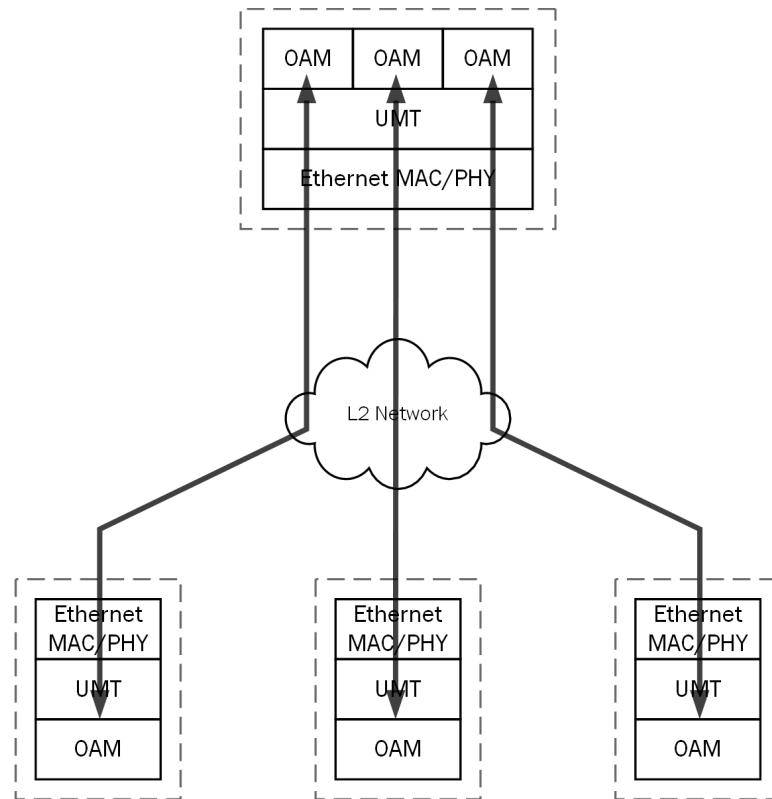 OAM OAM OAM
UMT
Ethernet MAC/PHY
L2 Network
Ethernet
MAC/PHY
UMT
OAM
Ethernet
MAC/PHY
UMT
OAM
Ethernet
MAC/PHY
UMT
OAM